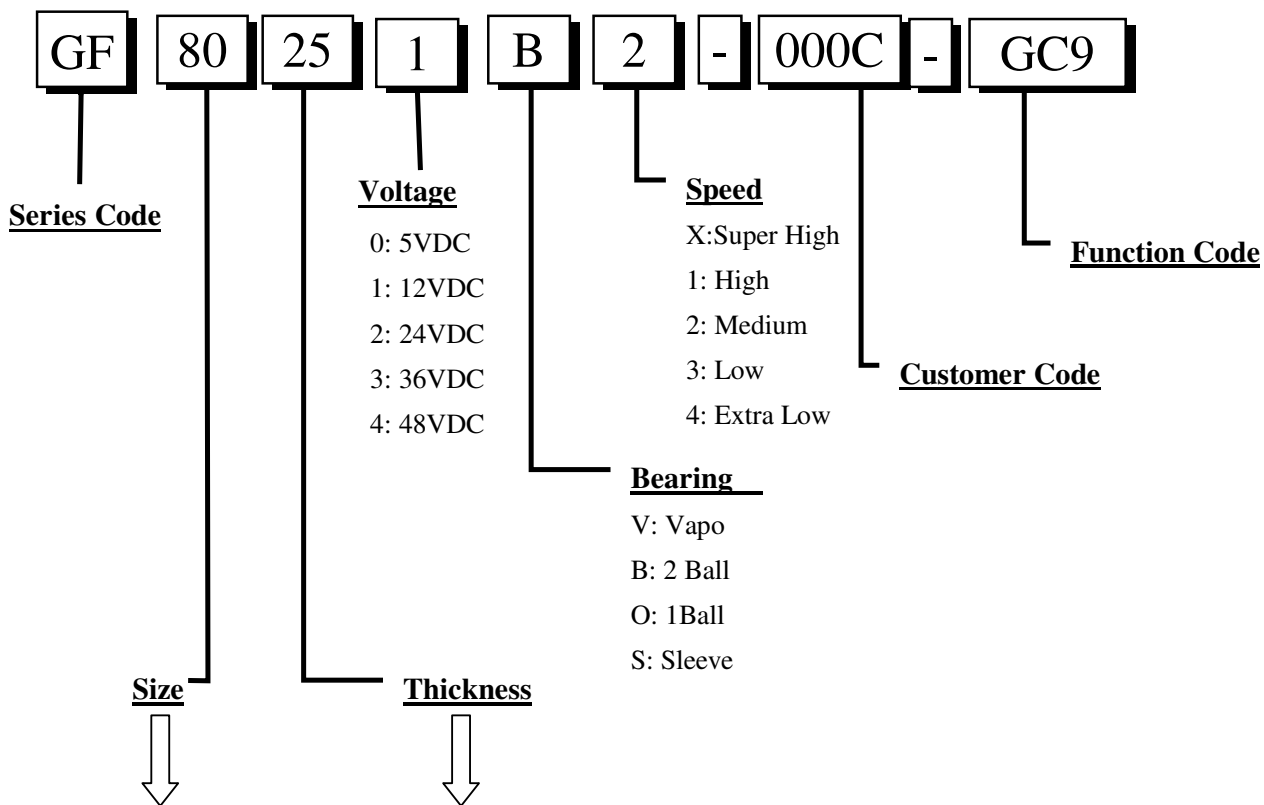 GF 80 25 1 B 2 - 000C - GC9
Series Code
Voltage
0: 5VDC
1: 12VDC
2: 24VDC
3: 36VDC
4: 48VDC
Speed
X:Super High
1: High
2: Medium
3: Low
4: Extra Low
Function Code
Customer Code
Bearing
V: Vapo
B: 2 Ball
O: 1Ball
S: Sleeve
Size
Thickness